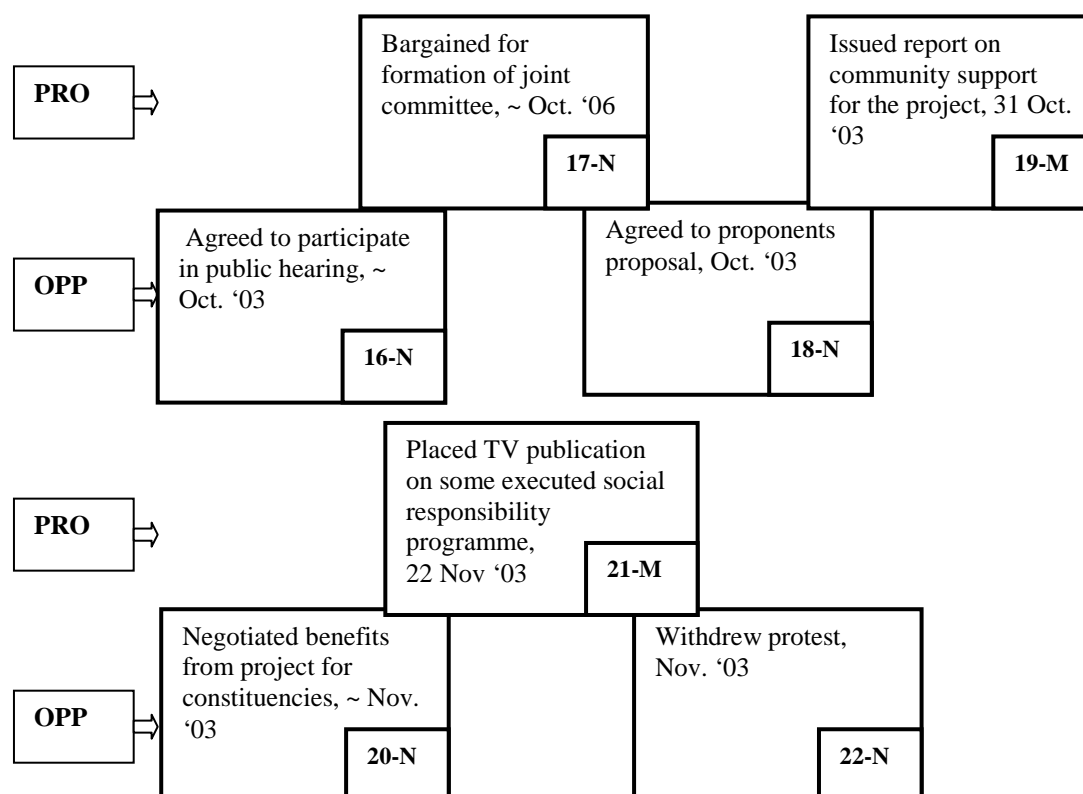 PRO
Bargained for
formation of joint
committee, ~ Oct. ‘06
17-N
Issued report on
community support
for the project, 31 Oct.
‘03
19-M
OPP
Agreed to participate
in public hearing, ~
Oct. ‘03
16-N
Agreed to proponents
proposal, Oct. ‘03
18-N
PRO
Placed TV publication
on some executed social
responsibility
programme,
22 Nov ‘03
21-M
OPP
Negotiated benefits
from project for
constituencies, ~ Nov.
‘03
20-N
Withdrew protest,
Nov. ‘03
22-N